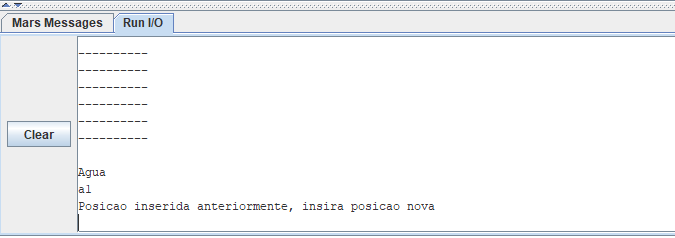 Mars Messages Run I/O
----------
----------
----------
----------
----------
----------
Clear
Agua
a1
Posicao inserida anteriormente, insira posicao nova